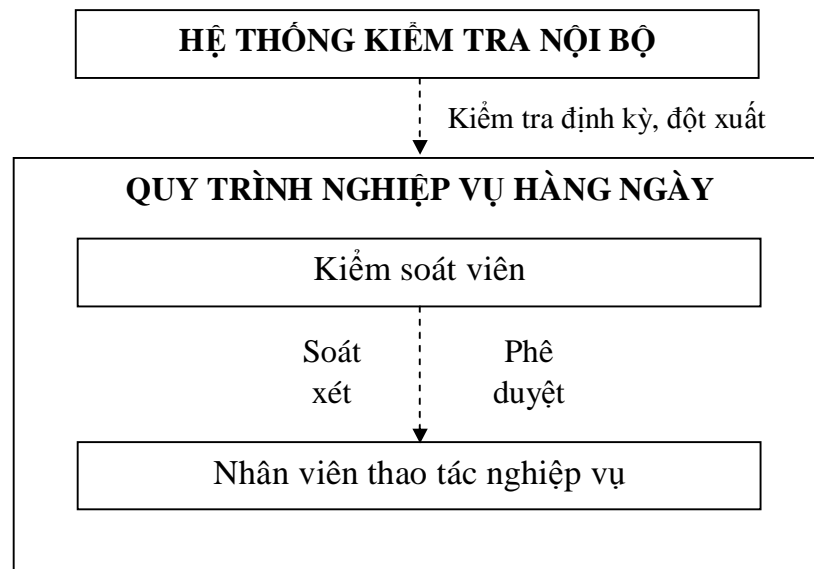 HỆ THỐNG KIỂM TRA NỘI BỘ
Kiểm tra định kỳ, đột xuất
QUY TRÌNH NGHIỆP VỤ HÀNG NGÀY
Kiểm soát viên
Soát
xét
Phê
duyệt
Nhân viên thao tác nghiệp vụ